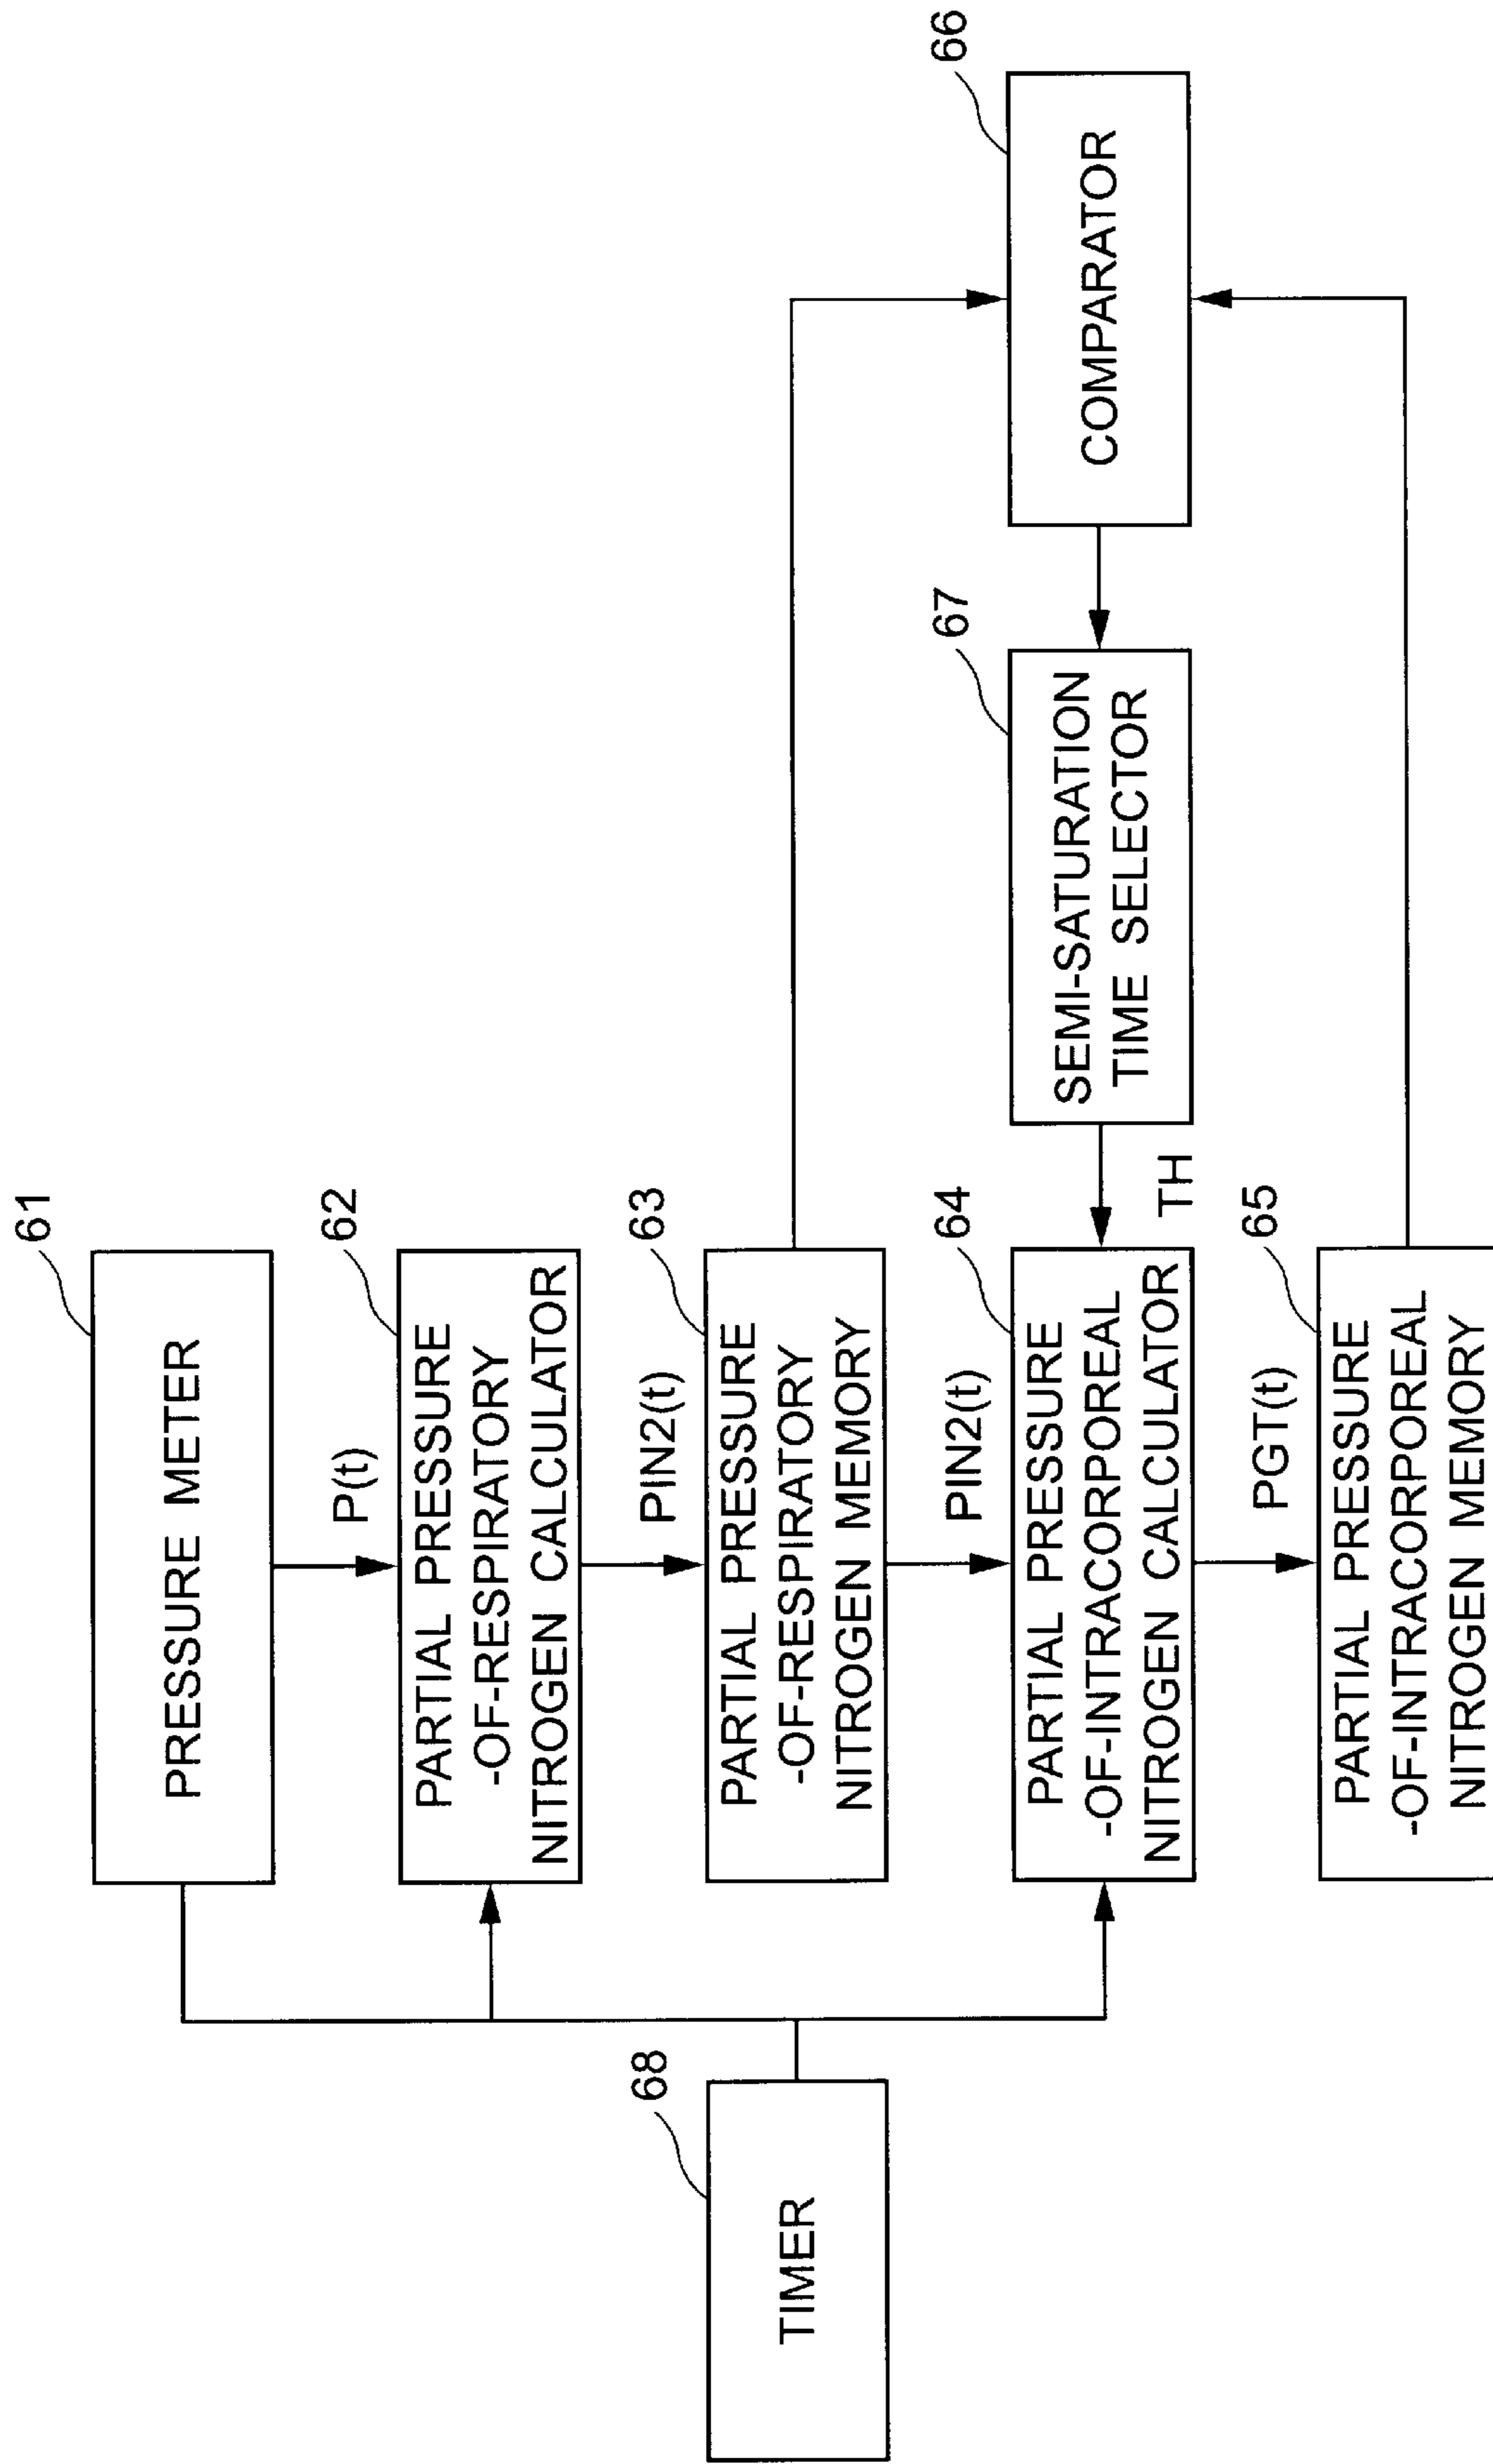 61
PRESSURE METER
P(t)
62
PARTIAL PRESSURE
-OF-RESPIRATORY
NITROGEN CALCULATOR
PIN2(t)
63
PARTIAL PRESSURE
-OF-RESPIRATORY
NITROGEN MEMORY
68
TIMER
PIN2(t)
64
PARTIAL PRESSURE
-OF-INTRACORPOREAL
NITROGEN CALCULATOR
TH
67
SEMI-SATURATION
TIME SELECTOR
66
COMPARATOR
PGT(t)
65
PARTIAL PRESSURE
-OF-INTRACORPOREAL
NITROGEN MEMORY